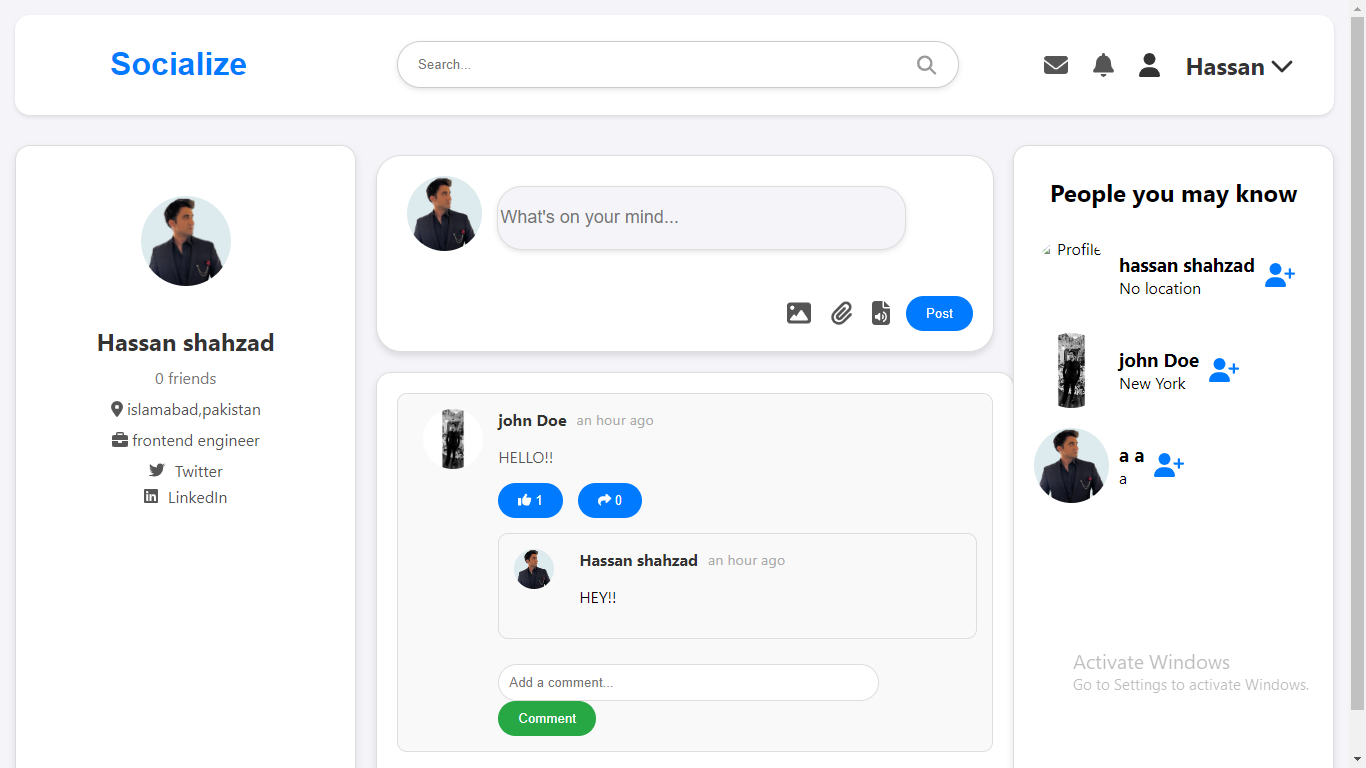 Socialize
Search...
Hassan
Hassan shahzad
0 friends
islamabad,pakistan
frontend engineer
Twitter
LinkedIn
What's on your mind...
Post
john Doe an hour ago
HELLO!!
1
0
Hassan shahzad an hour ago
HEY!!
Add a comment...
Comment
People you may know
Profile
hassan shahzad
No location
john Doe
New York
a a
a
Activate Windows
Go to Settings to activate Windows.